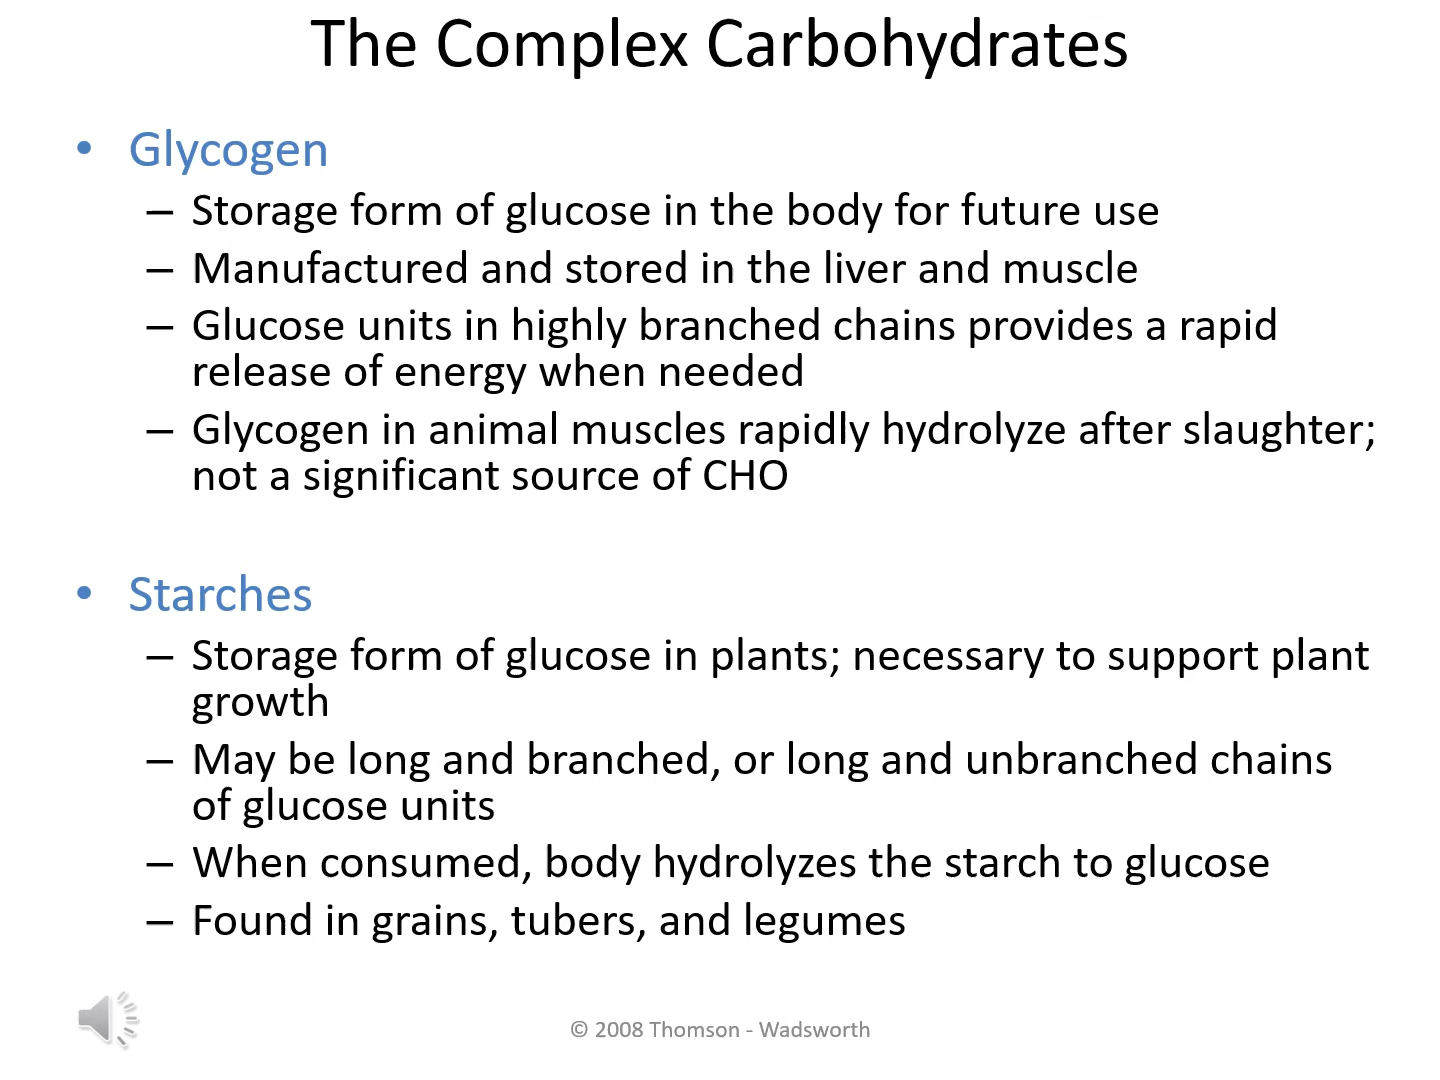 The Complex Carbohydrates
• Glycogen
– Storage form of glucose in the body for future use
– Manufactured and stored in the liver and muscle
– Glucose units in highly branched chains provides a rapid
release of energy when needed
– Glycogen in animal muscles rapidly hydrolyze after slaughter;
not a significant source of CHO
• Starches
– Storage form of glucose in plants; necessary to support plant
growth
– May be long and branched, or long and unbranched chains
of glucose units
– When consumed, body hydrolyzes the starch to glucose
– Found in grains, tubers, and legumes
© 2008 Thomson - Wadsworth